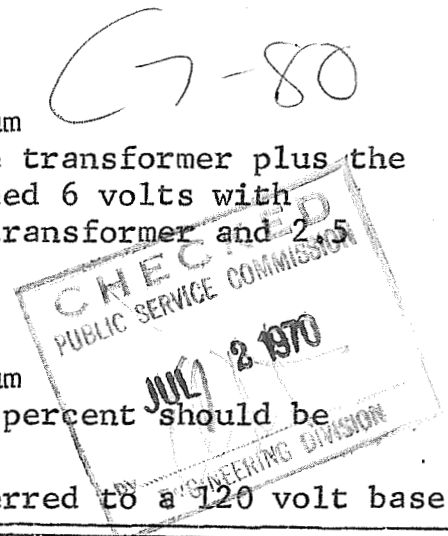 G-80
um
transformer plus the
ed 6 volts with
ransformer and 2.5
CHECKED
PUBLIC SERVICE COMMISSION
JUL 2 1970
um
percent should be
BY ENGINEERING DIVISION
erred to a 120 volt base